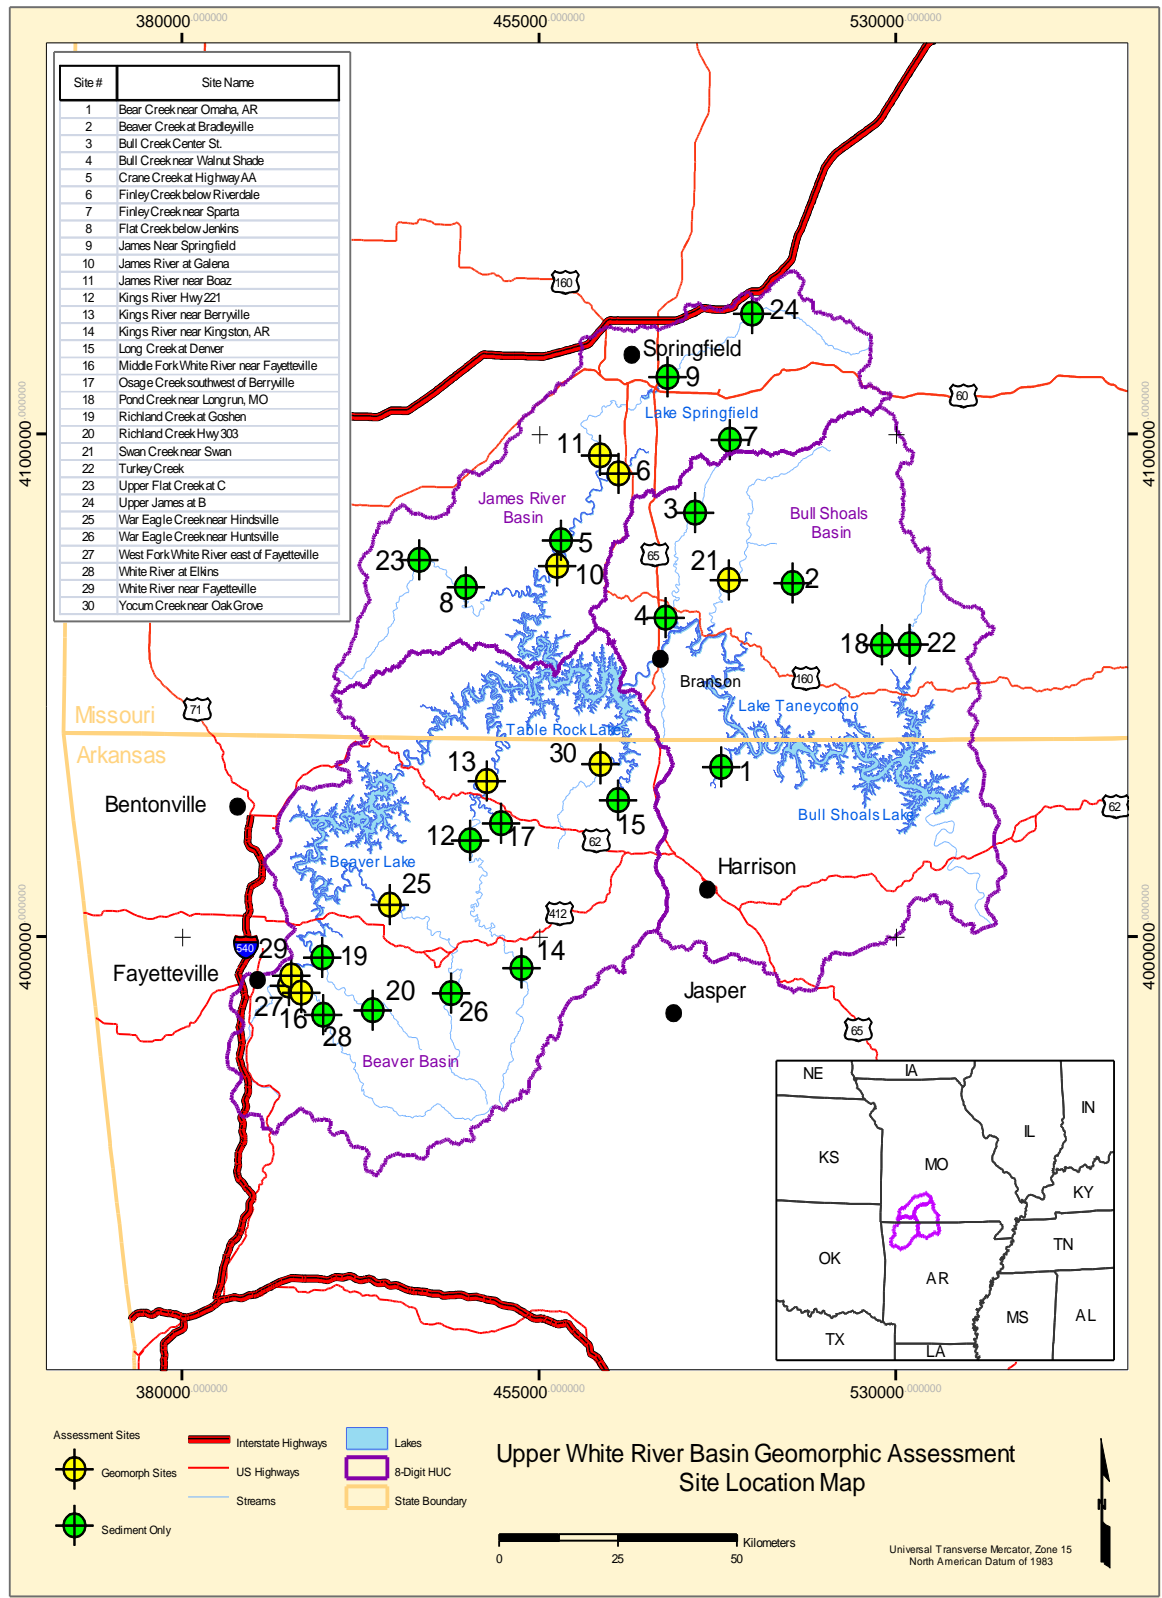 380000.000000 455000.000000 530000.000000
Site # Site Name
1 Bear Creek near Omaha, AR
2 Beaver Creek at Bradleyville
3 Bull Creek Center St.
4 Bull Creek near Walnut Shade
5 Crane Creek at Highway AA
6 Finley Creek below Riverdale
7 Finley Creek near Sparta
8 Flat Creek below Jenkins
9 James Near Springfield
10 James River at Galena
11 James River near Boaz
12 Kings River Hwy 221
13 Kings River near Berryville
14 Kings River near Kingston, AR
15 Long Creek at Denver
16 Middle Fork White River near Fayetteville
17 Osage Creek southwest of Berryville
18 Pond Creek near Longrun, MO
19 Richland Creek at Goshen
20 Richland Creek Hwy 303
21 Swan Creek near Swan
22 Turkey Creek
23 Upper Flat Creek at C
24 Upper James at B
25 War Eagle Creek near Hindsville
26 War Eagle Creek near Huntsville
27 West Fork White River east of Fayetteville
28 White River at Elkins
29 White River near Fayetteville
30 Yocum Creek near Oak Grove
160
24
Springfield
9
60
Lake Springfield
4100000.000000
4100000.000000
7
11
6
James River
Basin
3
Bull Shoals
Basin
5
65
23
10
21
2
8
4
18
22
Branson
160
71
Missouri
Lake Taneycomo
Table Rock Lake
Arkansas
30
13
1
Bentonville
15
62
Bull Shoals Lake
12
17
62
Beaver Lake
Harrison
25
412
4000000.000000
4000000.000000
540
29
19
14
Fayetteville
27
16
20
26
Jasper
28
65
Beaver Basin
NE
IA
IN
IL
KS
MO
KY
TN
OK
AR
MS
AL
TX
LA
380000.000000 455000.000000 530000.000000
Assessment Sites
Geomorph Sites
Sediment Only
Interstate Highways
US Highways
Streams
Lakes
8-Digit HUC
State Boundary
Upper White River Basin Geomorphic Assessment
Site Location Map
Kilometers
0 25 50
N
Universal Transverse Mercator, Zone 15
North American Datum of 1983